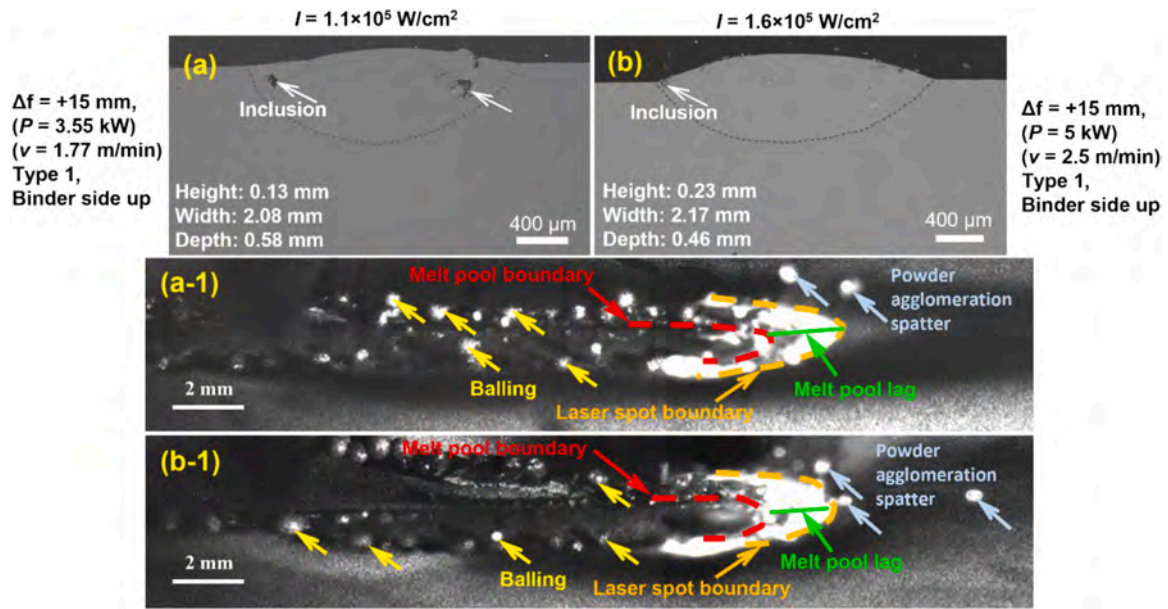 I = 1.1×10⁵ W/cm²
I = 1.6×10⁵ W/cm²
(a)
Inclusion
Height: 0.13 mm
Width: 2.08 mm
Depth: 0.58 mm
400 µm
Δf = +15 mm,
(P = 3.55 kW)
(v = 1.77 m/min)
Type 1,
Binder side up
(b)
Inclusion
Height: 0.23 mm
Width: 2.17 mm
Depth: 0.46 mm
400 µm
Δf = +15 mm,
(P = 5 kW)
(v = 2.5 m/min)
Type 1,
Binder side up
(a-1)
Melt pool boundary
Powder
agglomeration
spatter
Balling
Melt pool lag
Laser spot boundary
2 mm
(b-1)
Melt pool boundary
Powder
agglomeration
spatter
Balling
Melt pool lag
Laser spot boundary
2 mm